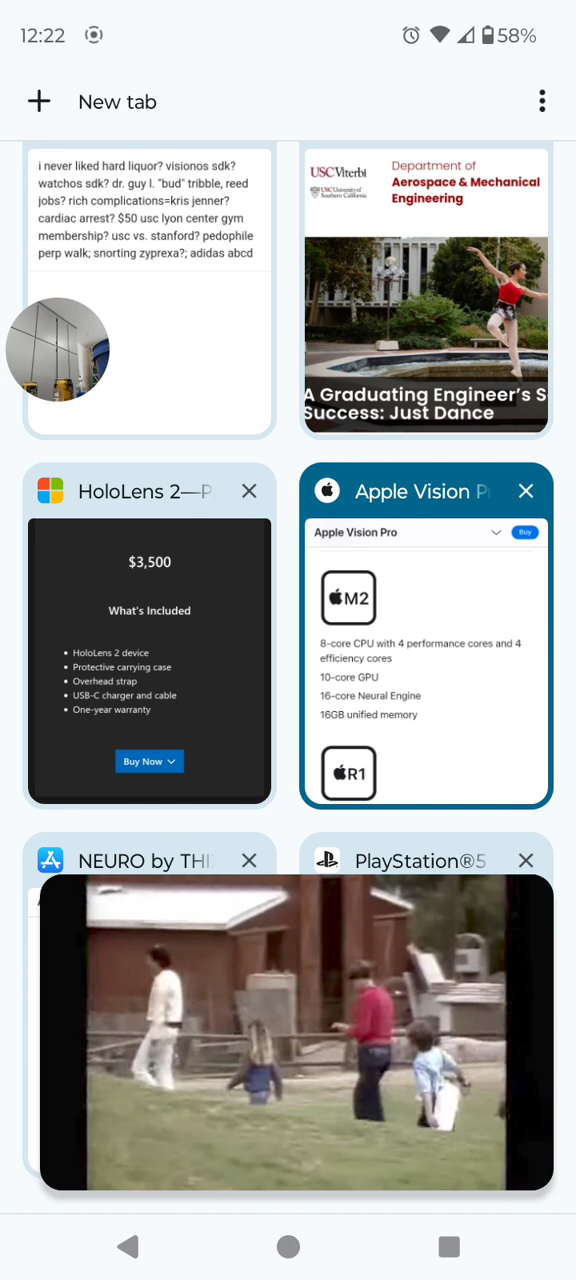 12:22
58%
New tab
i never liked hard liquor? visionos sdk?
watchos sdk? dr. guy l. "bud" tribble, reed
jobs? rich complications=kris jenner?
cardiac arrest? $50 usc lyon center gym
membership? usc vs. stanford? pedophile
perp walk; snorting zyprexa?; adidas abcd
USC Viterbi
USC University of
Southern California
Department of
Aerospace & Mechanical
Engineering
A Graduating Engineer's S
Success: Just Dance
HoloLens 2—P
$3,500
What's Included
• HoloLens 2 device
• Protective carrying case
• Overhead strap
• USB-C charger and cable
• One-year warranty
Buy Now
Apple Vision P
Apple Vision Pro
Buy
M2
8-core CPU with 4 performance cores and 4
efficiency cores
10-core GPU
16-core Neural Engine
16GB unified memory
R1
NEURO by THI
PlayStation®5